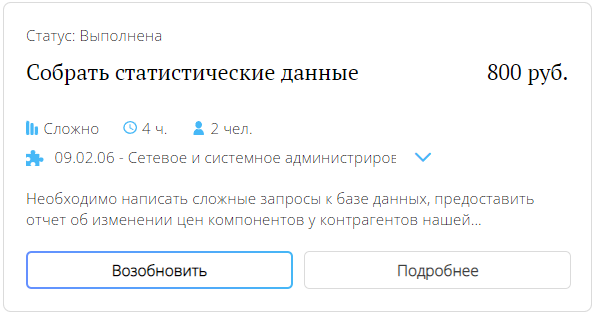 Статус: Выполнена
Собрать статистические данные 800 руб.
Сложно 4 ч. 2 чел.
09.02.06 - Сетевое и системное администриров
Необходимо написать сложные запросы к базе данных, предоставить
отчет об изменении цен компонентов у контрагентов нашей...
Возобновить Подробнее